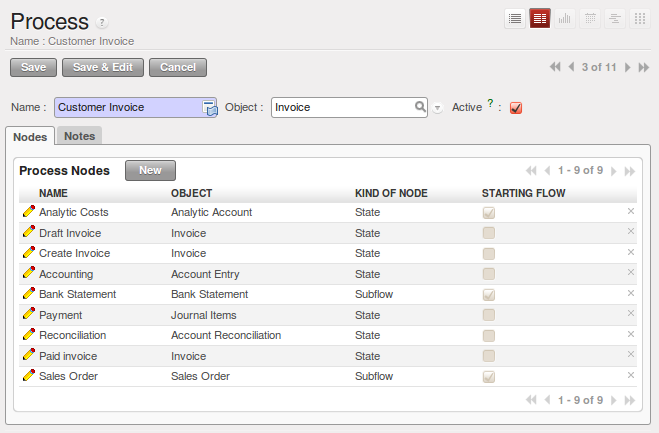 Process ?
Name : Customer Invoice
Save Save & Edit Cancel 3 of 11
Name : Customer Invoice Object : Invoice Active ? :
Nodes Notes
Process Nodes New 1 - 9 of 9
NAME OBJECT KIND OF NODE STARTING FLOW
Analytic Costs Analytic Account State
Draft Invoice Invoice State
Create Invoice Invoice State
Accounting Account Entry State
Bank Statement Bank Statement Subflow
Payment Journal Items State
Reconciliation Account Reconciliation State
Paid invoice Invoice State
Sales Order Sales Order Subflow
1 - 9 of 9